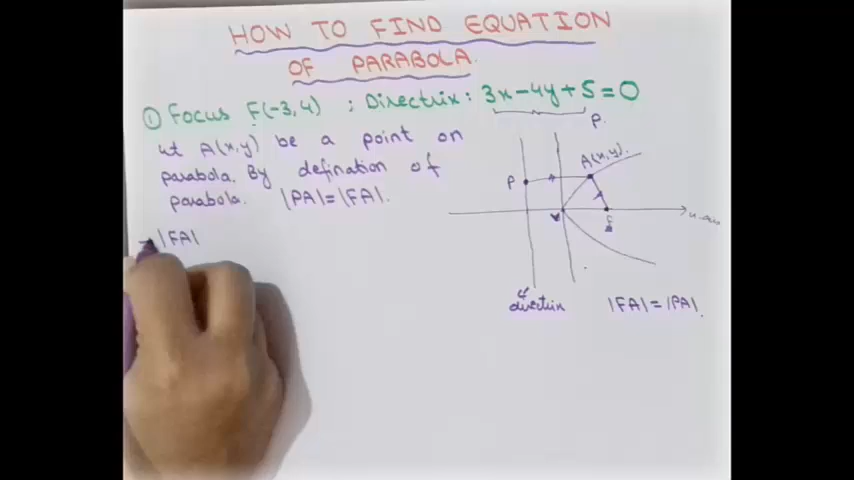 HOW TO FIND EQUATION
OF PARABOLA.
① Focus F(-3,4) ; Directrix: 3x-4y+5=0
P.
let A(x,y) be a point on
parabola. By defination of
parabola. |PA|=|FA|.
→ |FA|
A(x,y).
P
V
F
x-axis
directrix
|FA|=|PA|.